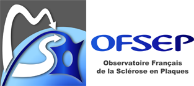 OFSEP
Observatoire Français
de la Sclérose en Plaques